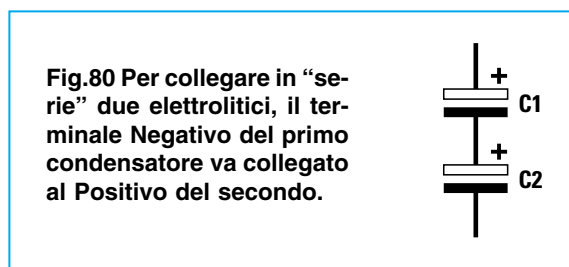 Fig.80 Per collegare in “se-
rie” due elettrolitici, il ter-
minale Negativo del primo
condensatore va collegato
al Positivo del secondo.
+
C1
+
C2